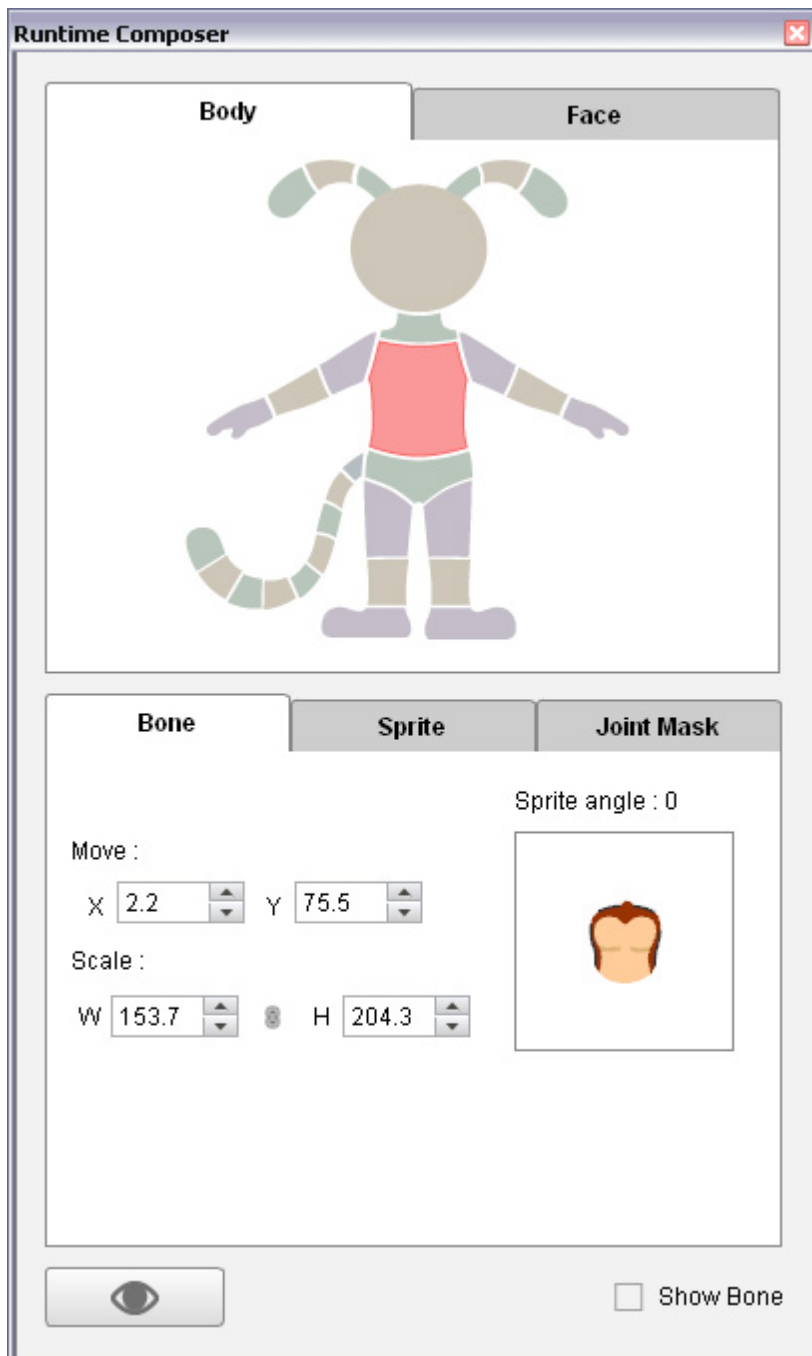 Runtime Composer
Body
Face
Bone
Sprite
Joint Mask
Sprite angle : 0
Move :
X 2.2 Y 75.5
Scale :
W 153.7 H 204.3
Show Bone